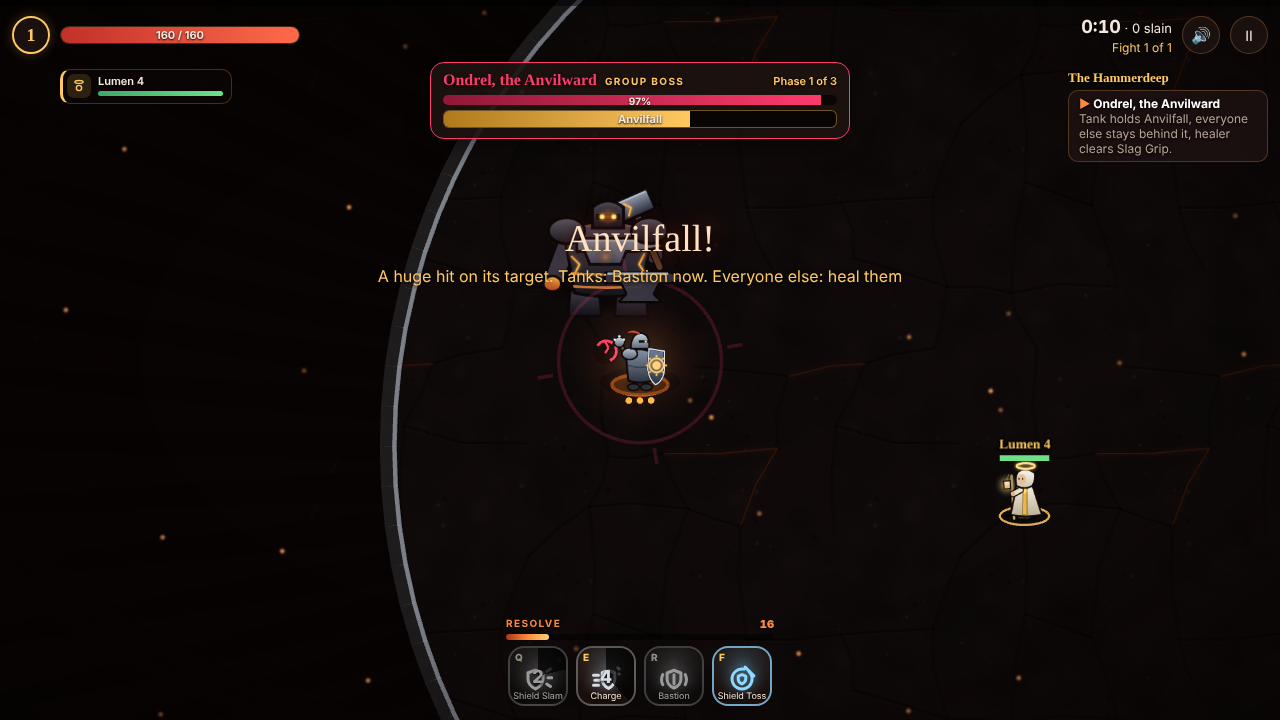 1
160 / 160
Lumen 4
Ondrel, the Anvilward GROUP BOSS Phase 1 of 3
97%
Anvilfall
0:10 · 0 slain
Fight 1 of 1
The Hammerdeep
Ondrel, the Anvilward
Tank holds Anvilfall, everyone
else stays behind it, healer
clears Slag Grip.
Anvilfall!
A huge hit on its target. Tanks: Bastion now. Everyone else: heal them
Lumen 4
RESOLVE 16
Q E R F
2 4
Shield Slam Charge Bastion Shield Toss